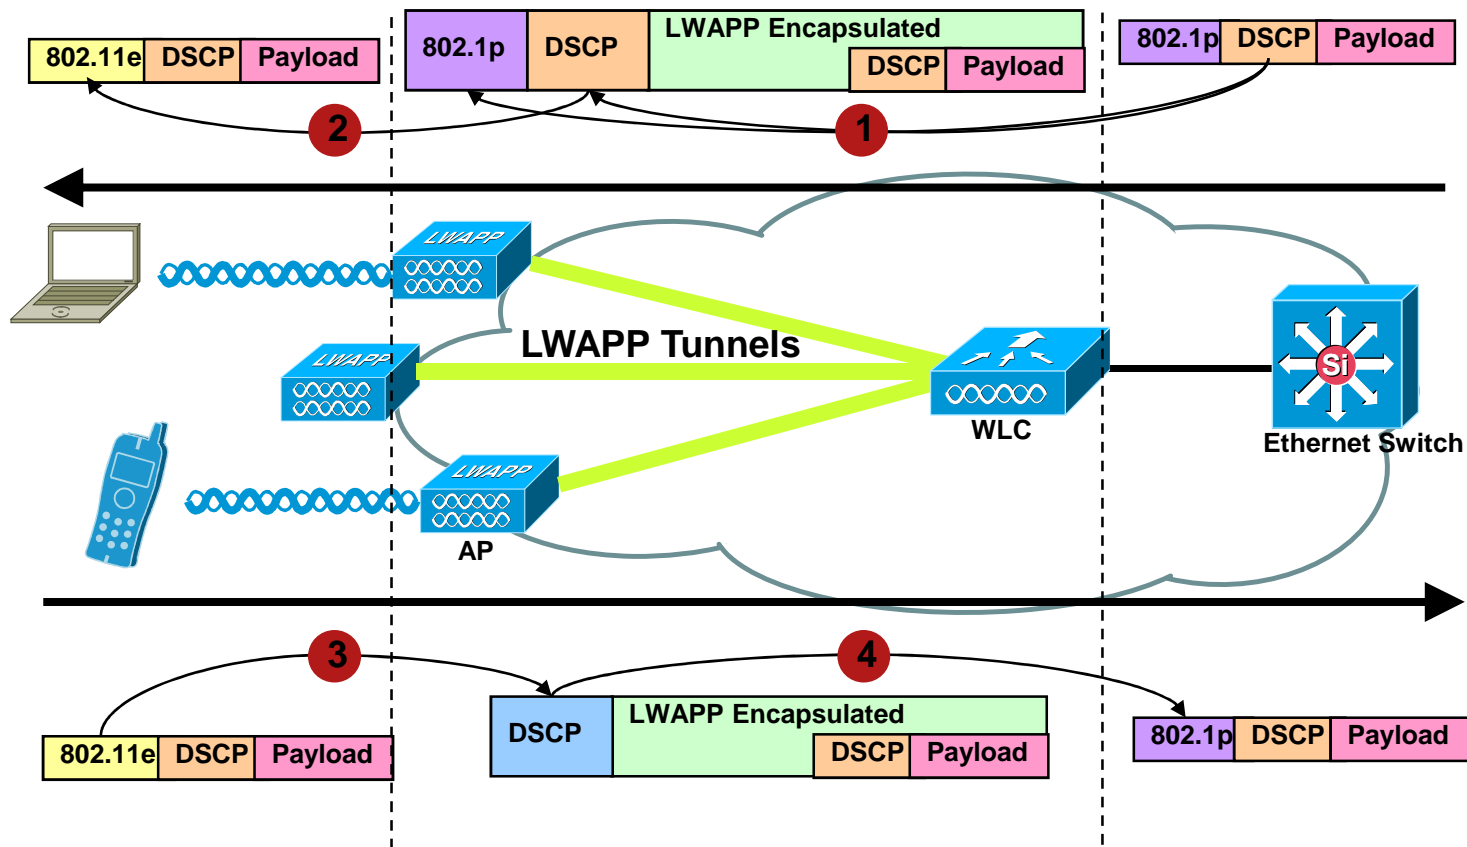 802.11e DSCP Payload
802.1p DSCP LWAPP Encapsulated
DSCP Payload
802.1p DSCP Payload
2
1
LWAPP
LWAPP Tunnels
LWAPP
WLC
Si
Ethernet Switch
LWAPP
AP
3
4
802.11e DSCP Payload
DSCP LWAPP Encapsulated
DSCP Payload
802.1p DSCP Payload